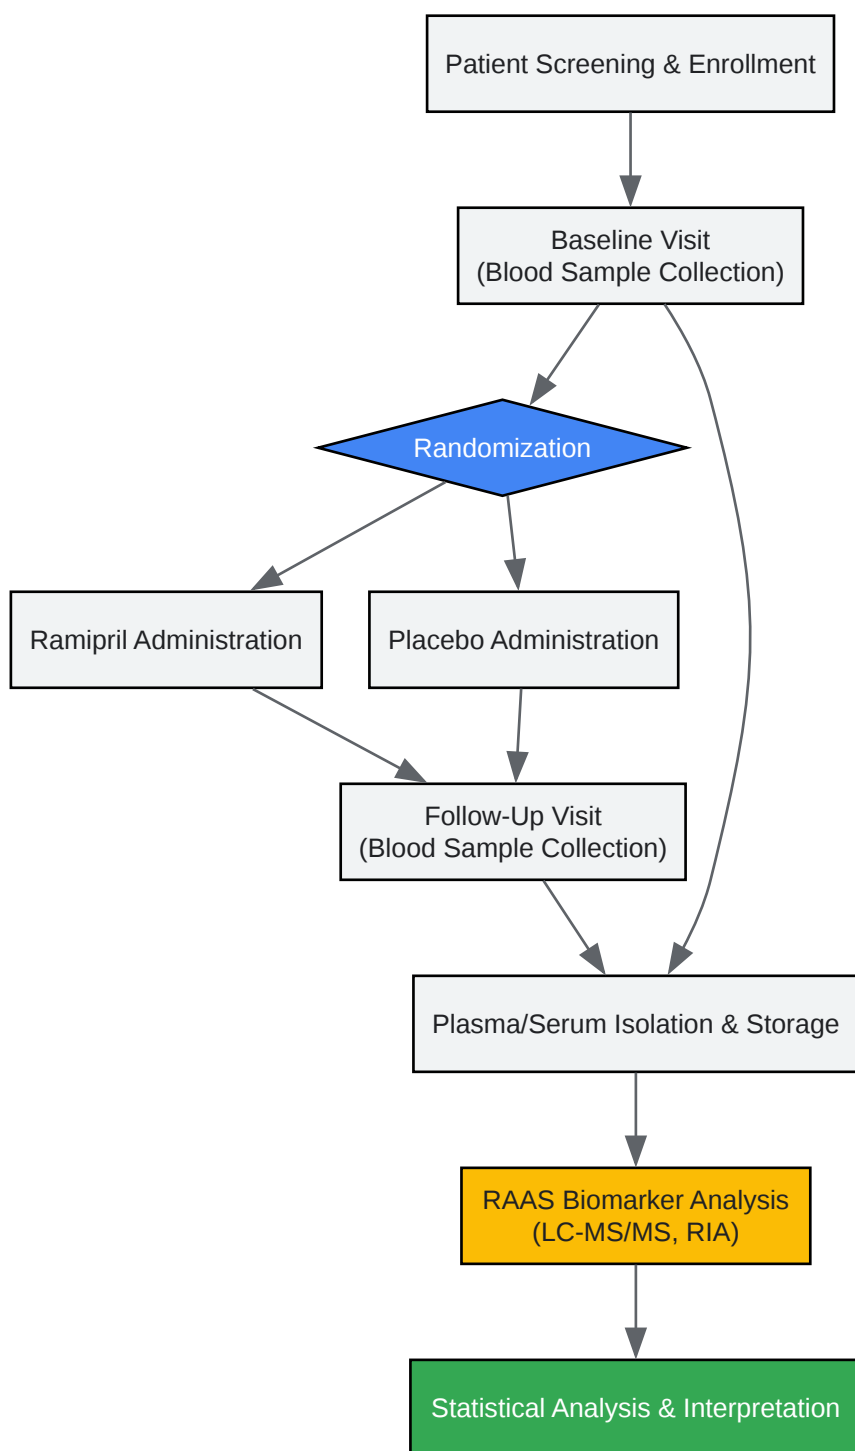 Patient Screening & Enrollment
Baseline Visit
(Blood Sample Collection)
Randomization
Ramipril Administration
Placebo Administration
Follow-Up Visit
(Blood Sample Collection)
Plasma/Serum Isolation & Storage
RAAS Biomarker Analysis
(LC-MS/MS, RIA)
Statistical Analysis & Interpretation